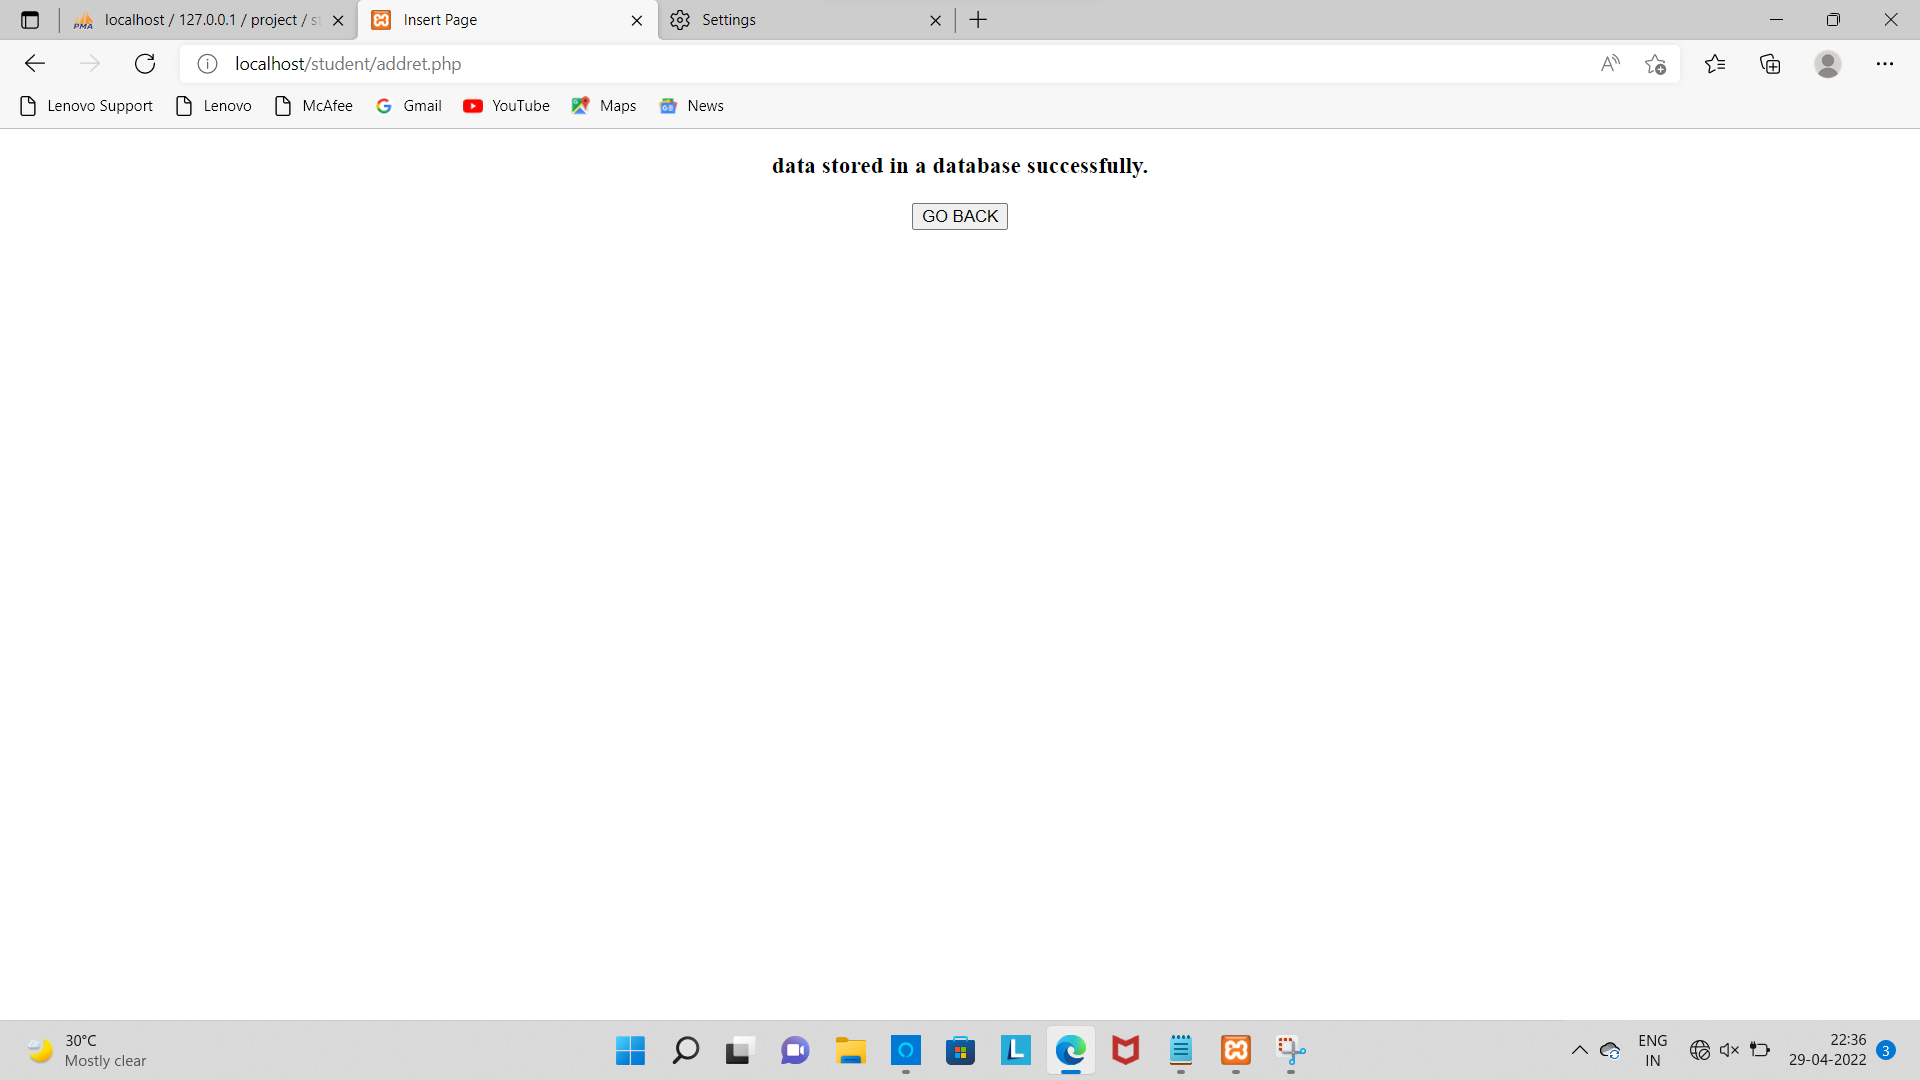 PMA
localhost / 127.0.0.1 / project / s
Insert Page
Settings
localhost/student/addret.php
Lenovo Support
Lenovo
McAfee
Gmail
YouTube
Maps
News
data stored in a database successfully.
GO BACK
30°C
Mostly clear
ENG
IN
22:36
29-04-2022
3